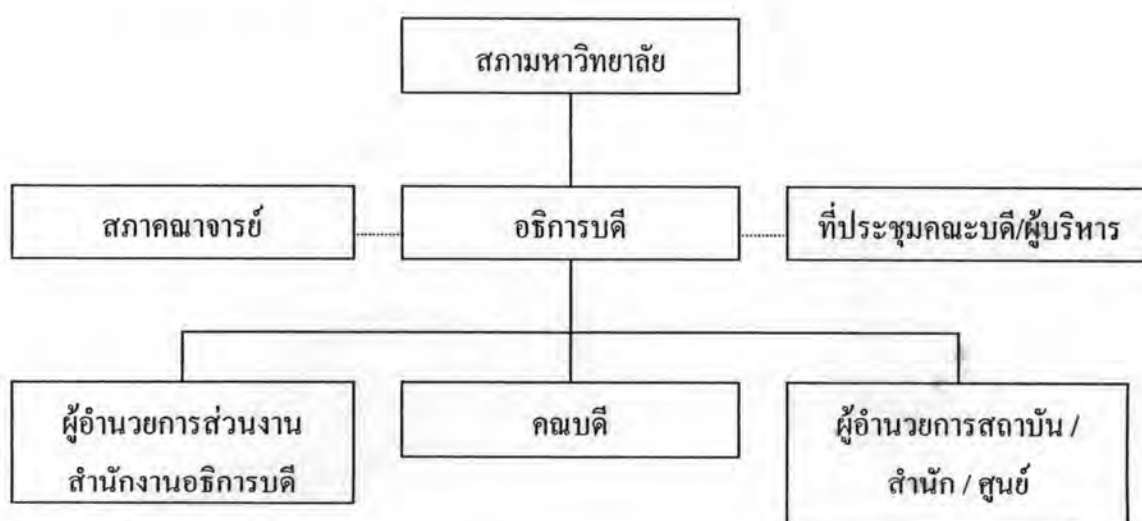 สภามหาวิทยาลัย
สภาคณาจารย์
อธิการบดี
ที่ประชุมคณะบดี/ผู้บริหาร
ผู้อำนวยการส่วนงาน
สำนักงานอธิการบดี
คณบดี
ผู้อำนวยการสถาบัน /
สำนัก / ศูนย์